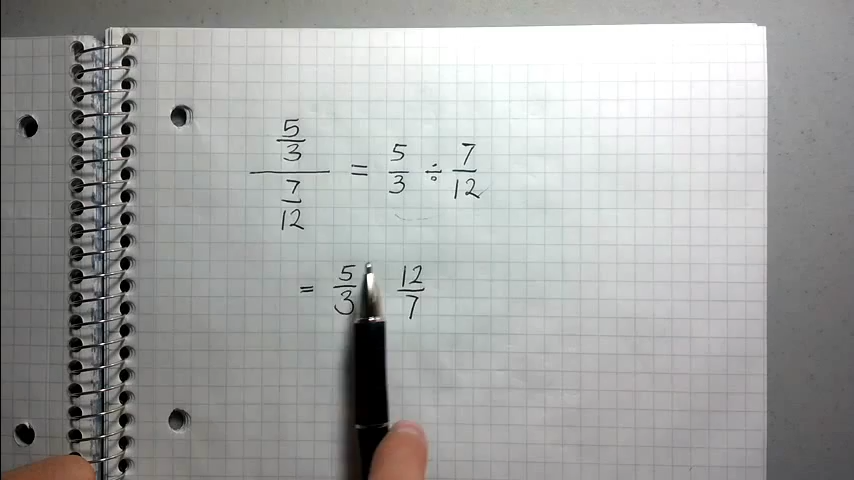 5/3 / 7/12 = 5/3 ÷ 7/12
= 5/3 12/7